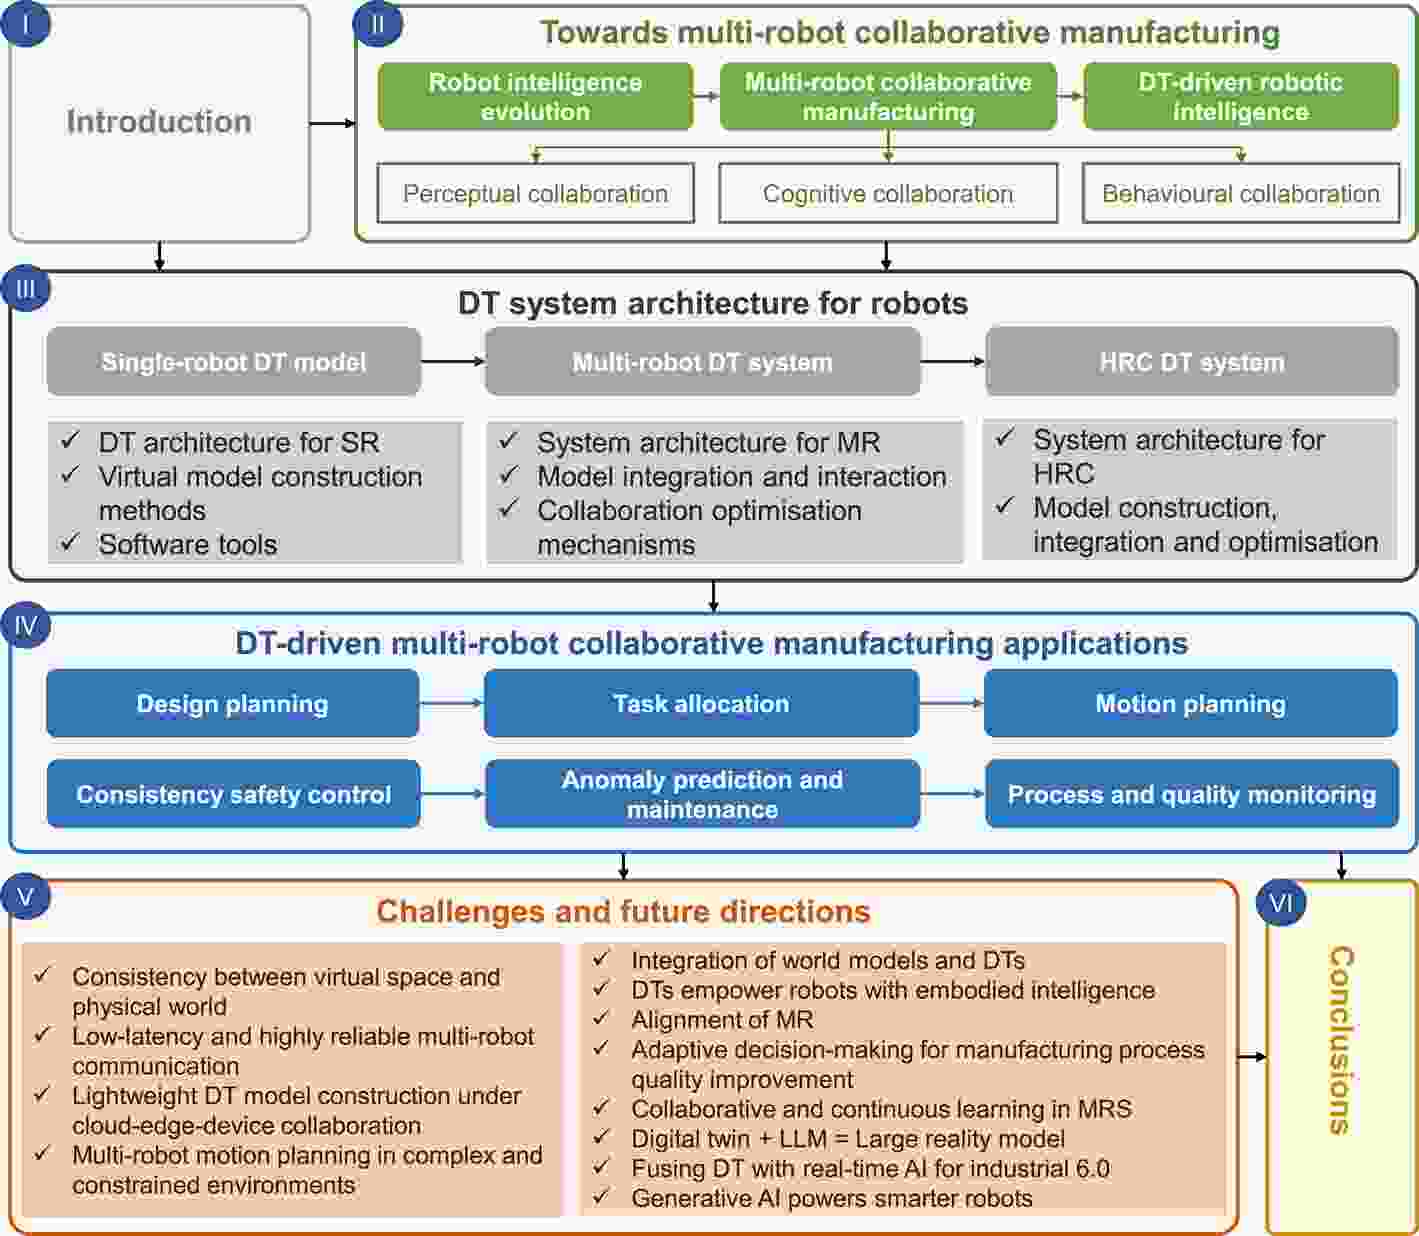 I
Introduction
II
Towards multi-robot collaborative manufacturing
Robot intelligence
evolution
Multi-robot collaborative
manufacturing
DT-driven robotic
intelligence
Perceptual collaboration
Cognitive collaboration
Behavioural collaboration
III
DT system architecture for robots
Single-robot DT model
Multi-robot DT system
HRC DT system
✓ DT architecture for SR
✓ Virtual model construction
methods
✓ Software tools
✓ System architecture for MR
✓ Model integration and interaction
✓ Collaboration optimisation
mechanisms
✓ System architecture for
HRC
✓ Model construction,
integration and optimisation
IV
DT-driven multi-robot collaborative manufacturing applications
Design planning
Task allocation
Motion planning
Consistency safety control
Anomaly prediction and
maintenance
Process and quality monitoring
V
Challenges and future directions
✓ Consistency between virtual space and
physical world
✓ Low-latency and highly reliable multi-robot
communication
✓ Lightweight DT model construction under
cloud-edge-device collaboration
✓ Multi-robot motion planning in complex and
constrained environments
✓ Integration of world models and DTs
✓ DTs empower robots with embodied intelligence
✓ Alignment of MR
✓ Adaptive decision-making for manufacturing process
quality improvement
✓ Collaborative and continuous learning in MRS
✓ Digital twin + LLM = Large reality model
✓ Fusing DT with real-time AI for industrial 6.0
✓ Generative AI powers smarter robots
VI
Conclusions